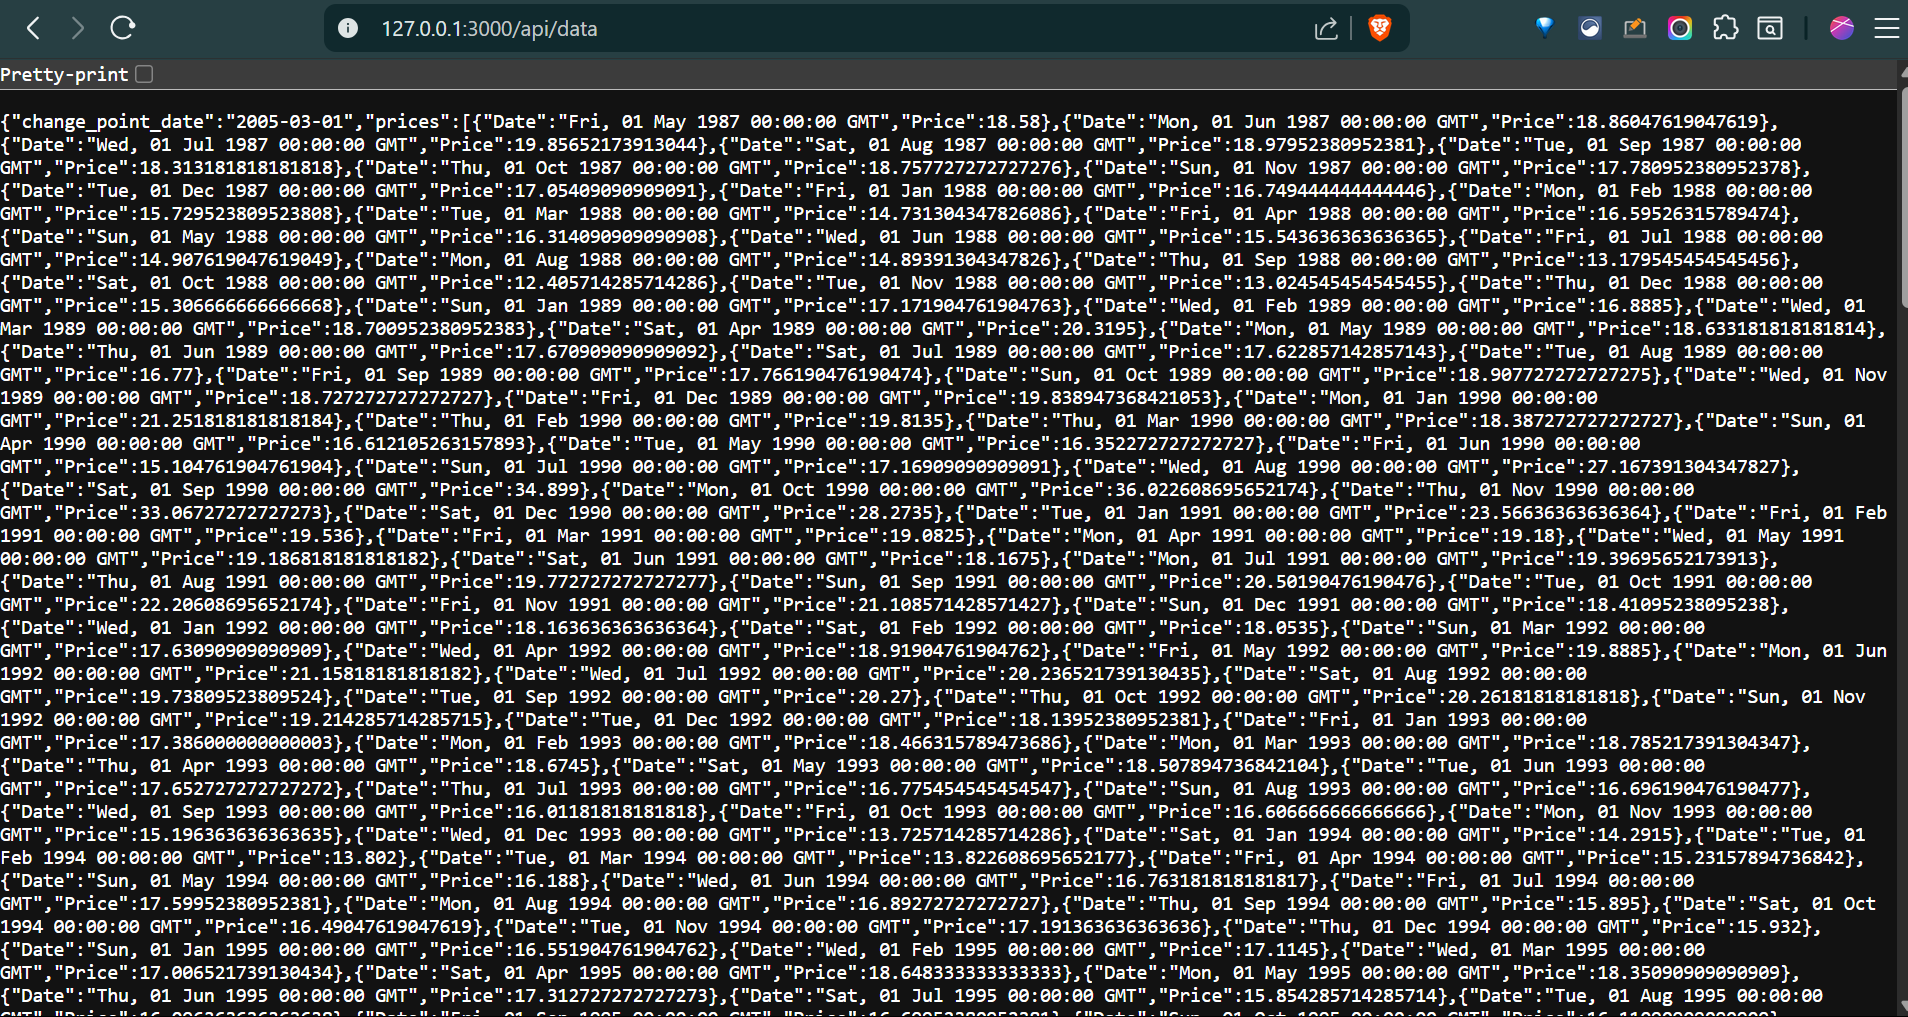 127.0.0.1:3000/api/data
Pretty-print
{"change_point_date":"2005-03-01","prices":[{"Date":"Fri, 01 May 1987 00:00:00 GMT","Price":18.58},{"Date":"Mon, 01 Jun 1987 00:00:00 GMT","Price":18.86047619047619},
{"Date":"Wed, 01 Jul 1987 00:00:00 GMT","Price":19.85652173913044},{"Date":"Sat, 01 Aug 1987 00:00:00 GMT","Price":18.97952380952381},{"Date":"Tue, 01 Sep 1987 00:00:00
GMT","Price":18.313181818181818},{"Date":"Thu, 01 Oct 1987 00:00:00 GMT","Price":18.757727272727276},{"Date":"Sun, 01 Nov 1987 00:00:00 GMT","Price":17.780952380952378},
{"Date":"Tue, 01 Dec 1987 00:00:00 GMT","Price":17.05409090909091},{"Date":"Fri, 01 Jan 1988 00:00:00 GMT","Price":16.749444444444446},{"Date":"Mon, 01 Feb 1988 00:00:00
GMT","Price":15.729523809523808},{"Date":"Tue, 01 Mar 1988 00:00:00 GMT","Price":14.731304347826086},{"Date":"Fri, 01 Apr 1988 00:00:00 GMT","Price":16.59526315789474},
{"Date":"Sun, 01 May 1988 00:00:00 GMT","Price":16.314090909090908},{"Date":"Wed, 01 Jun 1988 00:00:00 GMT","Price":15.543636363636365},{"Date":"Fri, 01 Jul 1988 00:00:00
GMT","Price":14.907619047619049},{"Date":"Mon, 01 Aug 1988 00:00:00 GMT","Price":14.89391304347826},{"Date":"Thu, 01 Sep 1988 00:00:00 GMT","Price":13.179545454545456},
{"Date":"Sat, 01 Oct 1988 00:00:00 GMT","Price":12.405714285714286},{"Date":"Tue, 01 Nov 1988 00:00:00 GMT","Price":13.024545454545455},{"Date":"Thu, 01 Dec 1988 00:00:00
GMT","Price":15.306666666666668},{"Date":"Sun, 01 Jan 1989 00:00:00 GMT","Price":17.171904761904763},{"Date":"Wed, 01 Feb 1989 00:00:00 GMT","Price":16.8885},{"Date":"Wed, 01
Mar 1989 00:00:00 GMT","Price":18.700952380952383},{"Date":"Sat, 01 Apr 1989 00:00:00 GMT","Price":20.3195},{"Date":"Mon, 01 May 1989 00:00:00 GMT","Price":18.633181818181814},
{"Date":"Thu, 01 Jun 1989 00:00:00 GMT","Price":17.670909090909092},{"Date":"Sat, 01 Jul 1989 00:00:00 GMT","Price":17.622857142857143},{"Date":"Tue, 01 Aug 1989 00:00:00
GMT","Price":16.77},{"Date":"Fri, 01 Sep 1989 00:00:00 GMT","Price":17.766190476190474},{"Date":"Sun, 01 Oct 1989 00:00:00 GMT","Price":18.907727272727275},{"Date":"Wed, 01 Nov
1989 00:00:00 GMT","Price":18.727272727272727},{"Date":"Fri, 01 Dec 1989 00:00:00 GMT","Price":19.838947368421053},{"Date":"Mon, 01 Jan 1990 00:00:00
GMT","Price":21.251818181818184},{"Date":"Thu, 01 Feb 1990 00:00:00 GMT","Price":19.8135},{"Date":"Thu, 01 Mar 1990 00:00:00 GMT","Price":18.387272727272727},{"Date":"Sun, 01
Apr 1990 00:00:00 GMT","Price":16.612105263157893},{"Date":"Tue, 01 May 1990 00:00:00 GMT","Price":16.352272727272727},{"Date":"Fri, 01 Jun 1990 00:00:00
GMT","Price":15.104761904761904},{"Date":"Sun, 01 Jul 1990 00:00:00 GMT","Price":17.16909090909091},{"Date":"Wed, 01 Aug 1990 00:00:00 GMT","Price":27.167391304347827},
{"Date":"Sat, 01 Sep 1990 00:00:00 GMT","Price":34.899},{"Date":"Mon, 01 Oct 1990 00:00:00 GMT","Price":36.022608695652174},{"Date":"Thu, 01 Nov 1990 00:00:00
GMT","Price":33.06727272727273},{"Date":"Sat, 01 Dec 1990 00:00:00 GMT","Price":28.2735},{"Date":"Tue, 01 Jan 1991 00:00:00 GMT","Price":23.56636363636364},{"Date":"Fri, 01 Feb
1991 00:00:00 GMT","Price":19.536},{"Date":"Fri, 01 Mar 1991 00:00:00 GMT","Price":19.0825},{"Date":"Mon, 01 Apr 1991 00:00:00 GMT","Price":19.18},{"Date":"Wed, 01 May 1991
00:00:00 GMT","Price":19.186818181818182},{"Date":"Sat, 01 Jun 1991 00:00:00 GMT","Price":18.1675},{"Date":"Mon, 01 Jul 1991 00:00:00 GMT","Price":19.39695652173913},
{"Date":"Thu, 01 Aug 1991 00:00:00 GMT","Price":19.772727272727277},{"Date":"Sun, 01 Sep 1991 00:00:00 GMT","Price":20.50190476190476},{"Date":"Tue, 01 Oct 1991 00:00:00
GMT","Price":22.20608695652174},{"Date":"Fri, 01 Nov 1991 00:00:00 GMT","Price":21.108571428571427},{"Date":"Sun, 01 Dec 1991 00:00:00 GMT","Price":18.41095238095238},
{"Date":"Wed, 01 Jan 1992 00:00:00 GMT","Price":18.163636363636364},{"Date":"Sat, 01 Feb 1992 00:00:00 GMT","Price":18.0535},{"Date":"Sun, 01 Mar 1992 00:00:00
GMT","Price":17.63090909090909},{"Date":"Wed, 01 Apr 1992 00:00:00 GMT","Price":18.91904761904762},{"Date":"Fri, 01 May 1992 00:00:00 GMT","Price":19.8885},{"Date":"Mon, 01 Jun
1992 00:00:00 GMT","Price":21.15818181818182},{"Date":"Wed, 01 Jul 1992 00:00:00 GMT","Price":20.236521739130435},{"Date":"Sat, 01 Aug 1992 00:00:00
GMT","Price":19.73809523809524},{"Date":"Tue, 01 Sep 1992 00:00:00 GMT","Price":20.27},{"Date":"Thu, 01 Oct 1992 00:00:00 GMT","Price":20.26181818181818},{"Date":"Sun, 01 Nov
1992 00:00:00 GMT","Price":19.214285714285715},{"Date":"Tue, 01 Dec 1992 00:00:00 GMT","Price":18.13952380952381},{"Date":"Fri, 01 Jan 1993 00:00:00
GMT","Price":17.386000000000003},{"Date":"Mon, 01 Feb 1993 00:00:00 GMT","Price":18.466315789473686},{"Date":"Mon, 01 Mar 1993 00:00:00 GMT","Price":18.785217391304347},
{"Date":"Thu, 01 Apr 1993 00:00:00 GMT","Price":18.6745},{"Date":"Sat, 01 May 1993 00:00:00 GMT","Price":18.507894736842104},{"Date":"Tue, 01 Jun 1993 00:00:00
GMT","Price":17.652727272727272},{"Date":"Thu, 01 Jul 1993 00:00:00 GMT","Price":16.775454545454547},{"Date":"Sun, 01 Aug 1993 00:00:00 GMT","Price":16.696190476190477},
{"Date":"Wed, 01 Sep 1993 00:00:00 GMT","Price":16.01181818181818},{"Date":"Fri, 01 Oct 1993 00:00:00 GMT","Price":16.606666666666666},{"Date":"Mon, 01 Nov 1993 00:00:00
GMT","Price":15.196363636363635},{"Date":"Wed, 01 Dec 1993 00:00:00 GMT","Price":13.725714285714286},{"Date":"Sat, 01 Jan 1994 00:00:00 GMT","Price":14.2915},{"Date":"Tue, 01
Feb 1994 00:00:00 GMT","Price":13.802},{"Date":"Tue, 01 Mar 1994 00:00:00 GMT","Price":13.822608695652177},{"Date":"Fri, 01 Apr 1994 00:00:00 GMT","Price":15.23157894736842},
{"Date":"Sun, 01 May 1994 00:00:00 GMT","Price":16.188},{"Date":"Wed, 01 Jun 1994 00:00:00 GMT","Price":16.763181818181817},{"Date":"Fri, 01 Jul 1994 00:00:00
GMT","Price":17.59952380952381},{"Date":"Mon, 01 Aug 1994 00:00:00 GMT","Price":16.89272727272727},{"Date":"Thu, 01 Sep 1994 00:00:00 GMT","Price":15.895},{"Date":"Sat, 01 Oct
1994 00:00:00 GMT","Price":16.49047619047619},{"Date":"Tue, 01 Nov 1994 00:00:00 GMT","Price":17.191363636363636},{"Date":"Thu, 01 Dec 1994 00:00:00 GMT","Price":15.932},
{"Date":"Sun, 01 Jan 1995 00:00:00 GMT","Price":16.551904761904762},{"Date":"Wed, 01 Feb 1995 00:00:00 GMT","Price":17.1145},{"Date":"Wed, 01 Mar 1995 00:00:00
GMT","Price":17.006521739130434},{"Date":"Sat, 01 Apr 1995 00:00:00 GMT","Price":18.648333333333333},{"Date":"Mon, 01 May 1995 00:00:00 GMT","Price":18.35090909090909},
{"Date":"Thu, 01 Jun 1995 00:00:00 GMT","Price":17.312727272727273},{"Date":"Sat, 01 Jul 1995 00:00:00 GMT","Price":15.854285714285714},{"Date":"Tue, 01 Aug 1995 00:00:00